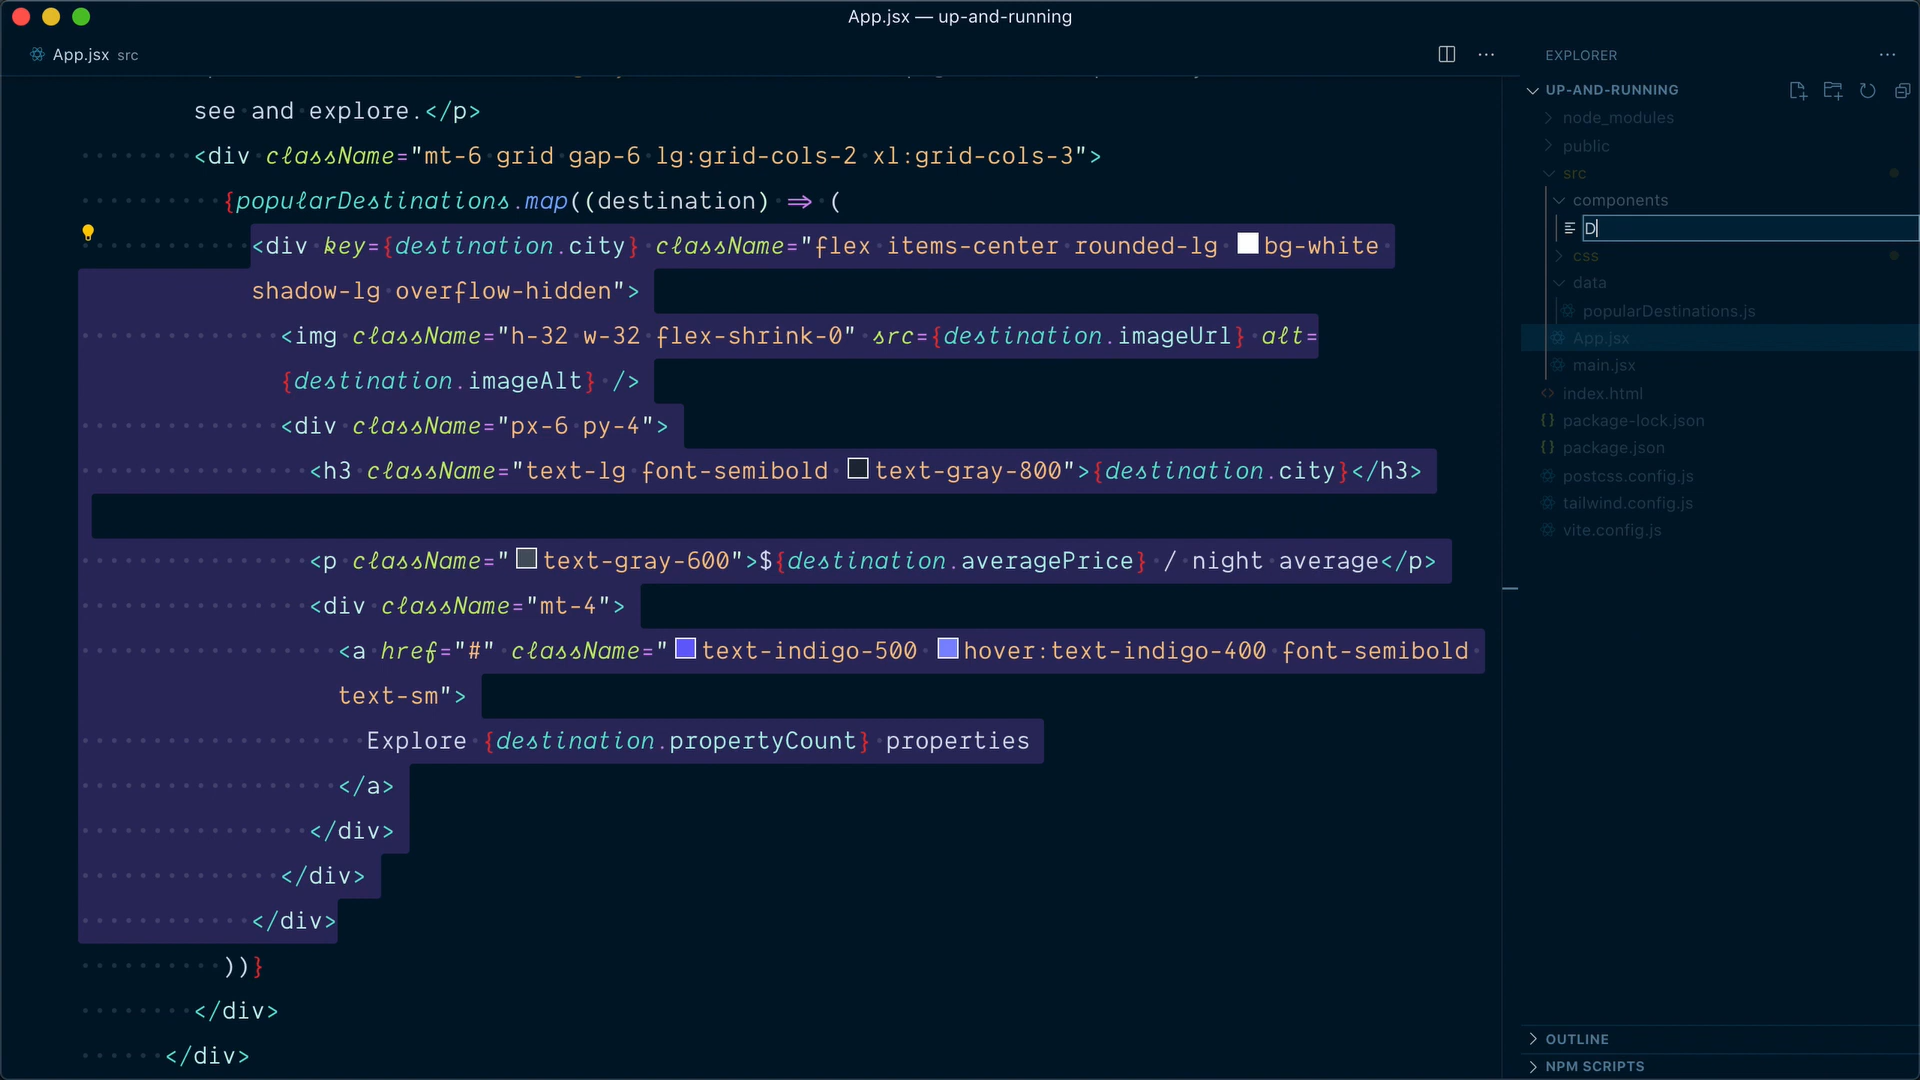 App.jsx — up-and-running
App.jsx src
see and explore.</p>
<div className="mt-6 grid gap-6 lg:grid-cols-2 xl:grid-cols-3">
{popularDestinations.map((destination) => (
<div key={destination.city} className="flex items-center rounded-lg bg-white
shadow-lg overflow-hidden">
<img className="h-32 w-32 flex-shrink-0" src={destination.imageUrl} alt=
{destination.imageAlt} />
<div className="px-6 py-4">
<h3 className="text-lg font-semibold text-gray-800">{destination.city}</h3>
<p className="text-gray-600">${destination.averagePrice} / night average</p>
<div className="mt-4">
<a href="#" className="text-indigo-500 hover:text-indigo-400 font-semibold
text-sm">
Explore {destination.propertyCount} properties
</a>
</div>
</div>
</div>
))}
</div>
</div>
EXPLORER
UP-AND-RUNNING
node_modules
public
src
components
D
css
data
popularDestinations.js
App.jsx
main.jsx
index.html
package-lock.json
package.json
postcss.config.js
tailwind.config.js
vite.config.js
OUTLINE
NPM SCRIPTS